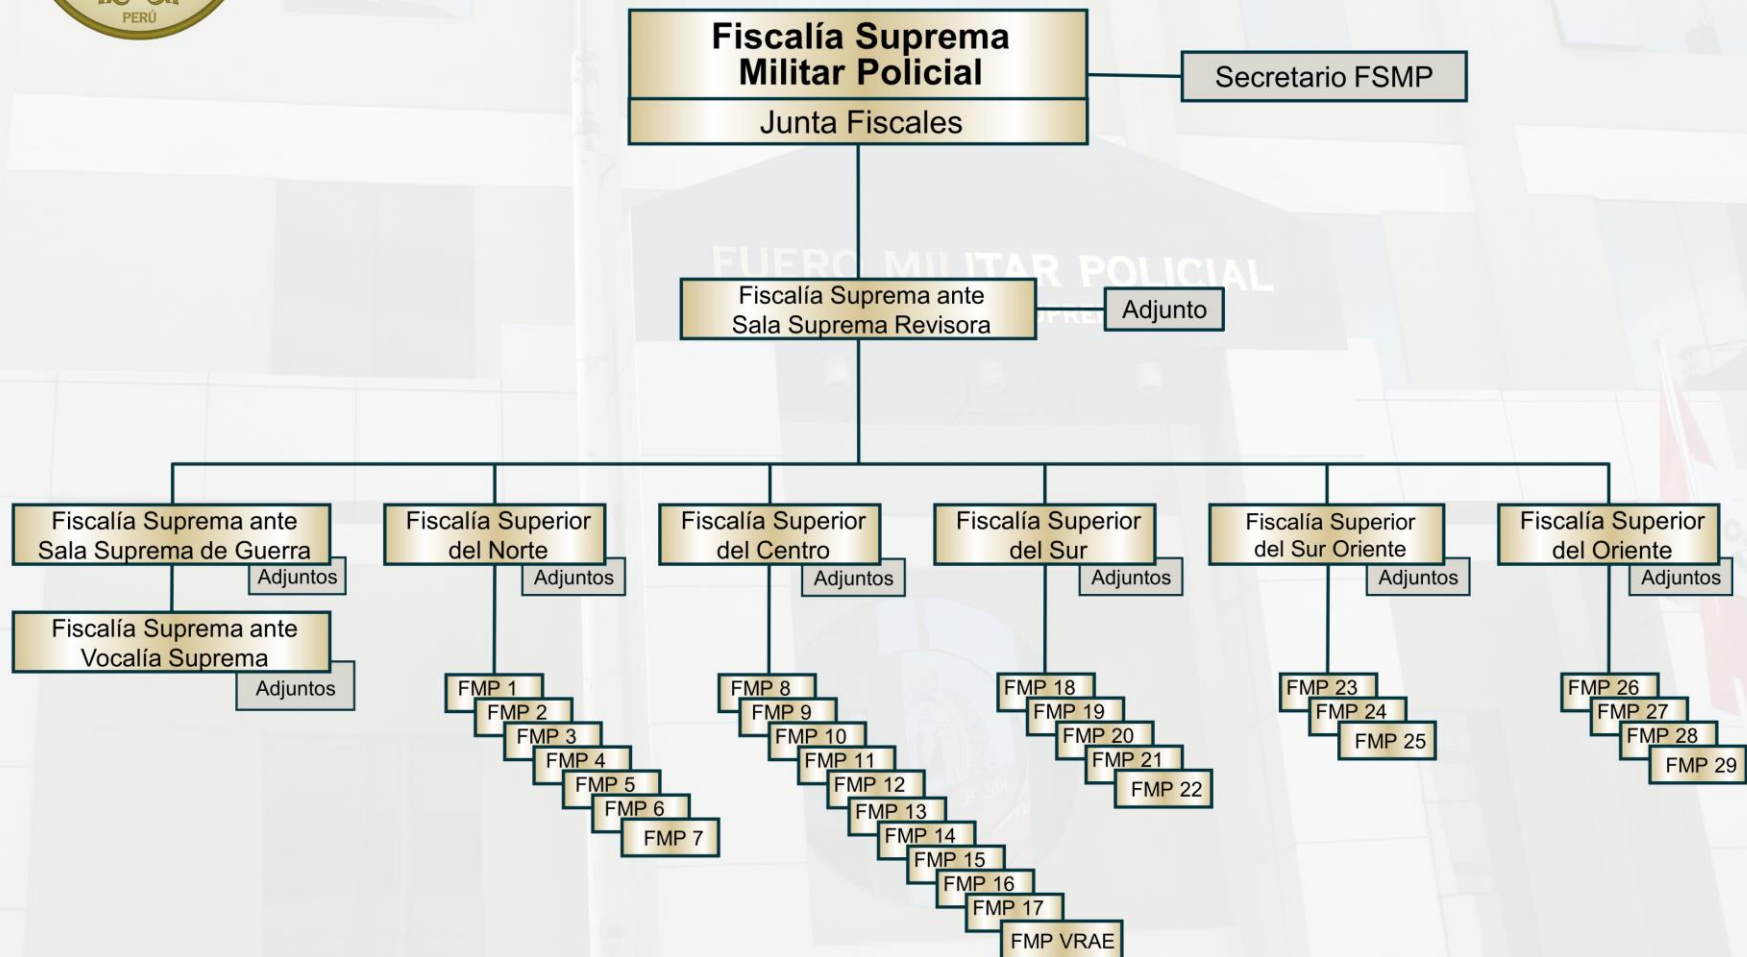 PERÚ
Fiscalía Suprema
Militar Policial
Junta Fiscales
Secretario FSMP
FUERO MILITAR POLICIAL
Fiscalía Suprema ante
Sala Suprema Revisora
Adjunto
Fiscalía Suprema ante
Sala Suprema de Guerra
Adjuntos
Fiscalía Suprema ante
Vocalía Suprema
Adjuntos
Fiscalía Superior
del Norte
Adjuntos
FMP 1
FMP 2
FMP 3
FMP 4
FMP 5
FMP 6
FMP 7
Fiscalía Superior
del Centro
Adjuntos
FMP 8
FMP 9
FMP 10
FMP 11
FMP 12
FMP 13
FMP 14
FMP 15
FMP 16
FMP 17
FMP VRAE
Fiscalía Superior
del Sur
Adjuntos
FMP 18
FMP 19
FMP 20
FMP 21
FMP 22
Fiscalía Superior
del Sur Oriente
Adjuntos
FMP 23
FMP 24
FMP 25
Fiscalía Superior
del Oriente
Adjuntos
FMP 26
FMP 27
FMP 28
FMP 29